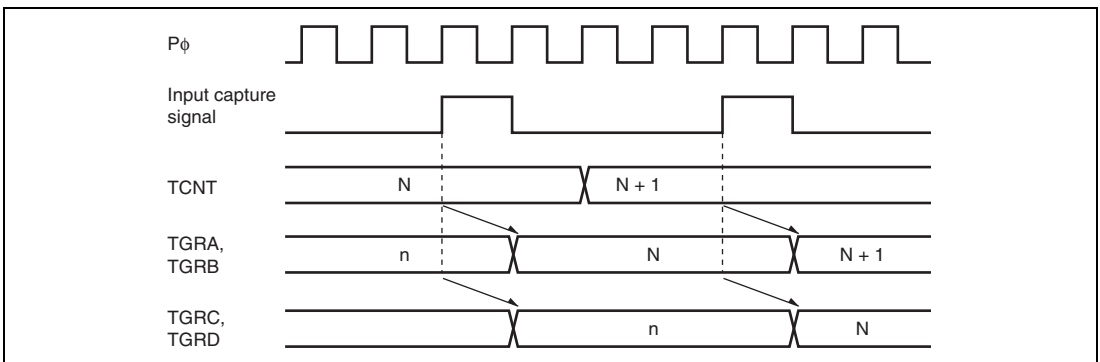 Pϕ
Input capture
signal
TCNT
N
N + 1
TGRA,
TGRB
n
N
N + 1
TGRC,
TGRD
n
N